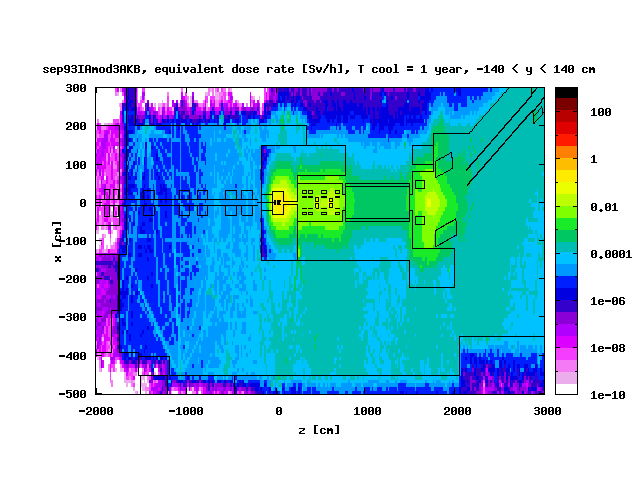 sep93IAmod3AKB, equivalent dose rate [Sv/h], T cool = 1 year, -140 < y < 140 cm
300
200
100
0
-100
-200
-300
-400
-500
x [cm]
-2000 -1000 0 1000 2000 3000
z [cm]
100
1
0.01
0.0001
1e-06
1e-08
1e-10